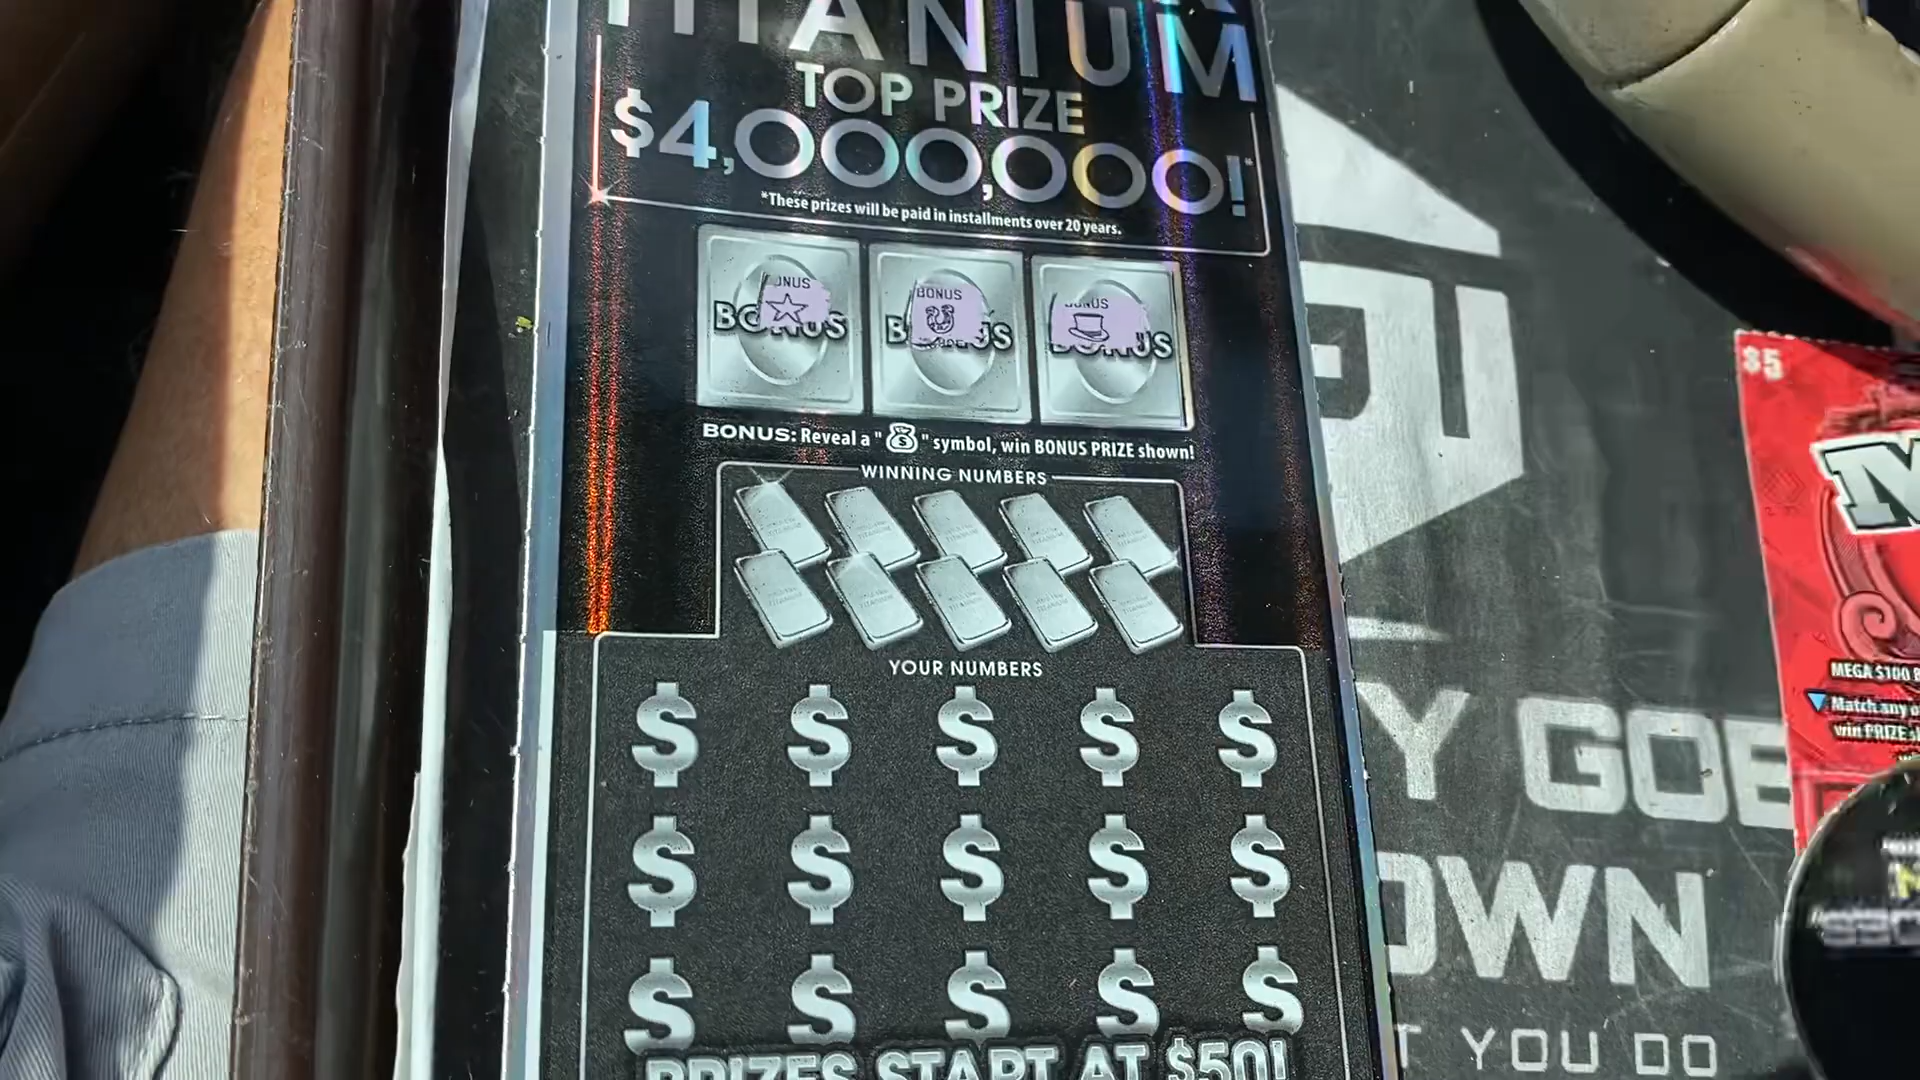 TITANIUM
TOP PRIZE
$4,000,000!*
*These prizes will be paid in installments over 20 years.
BONUS BONUS BONUS
BONUS: Reveal a " $ " symbol, win BONUS PRIZE shown!
WINNING NUMBERS
YOUR NUMBERS
$ $ $ $ $
$ $ $ $ $
$ $ $ $ $
PRIZES START AT $50!
GT
Y GOE
OWN
T YOU DO
$5
M
MEGA $100 B
Match any o
win PRIZE s